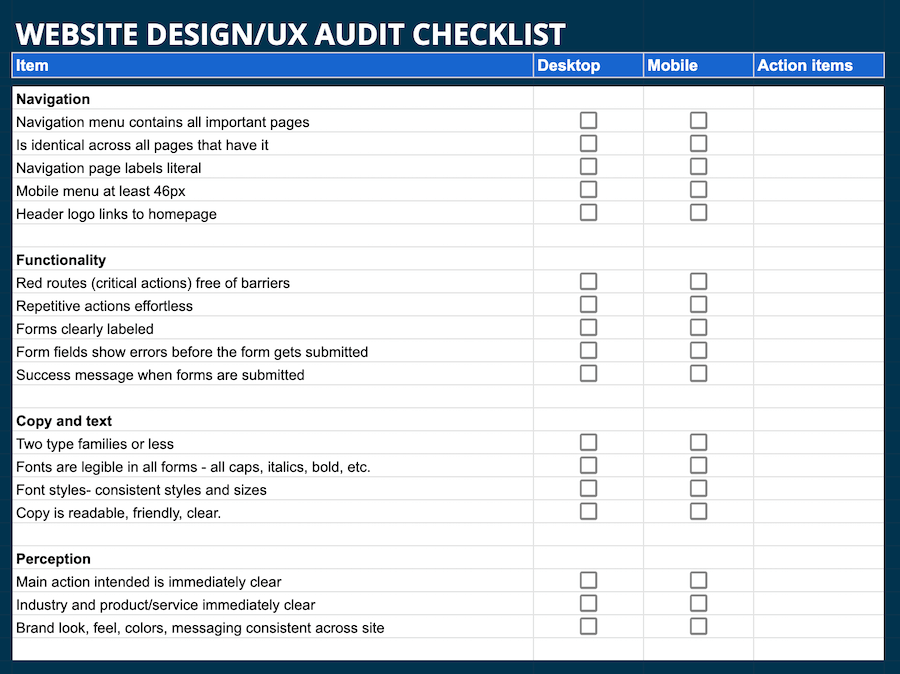 WEBSITE DESIGN/UX AUDIT CHECKLIST
Item Desktop Mobile Action items
Navigation
Navigation menu contains all important pages
Is identical across all pages that have it
Navigation page labels literal
Mobile menu at least 46px
Header logo links to homepage
Functionality
Red routes (critical actions) free of barriers
Repetitive actions effortless
Forms clearly labeled
Form fields show errors before the form gets submitted
Success message when forms are submitted
Copy and text
Two type families or less
Fonts are legible in all forms - all caps, italics, bold, etc.
Font styles- consistent styles and sizes
Copy is readable, friendly, clear.
Perception
Main action intended is immediately clear
Industry and product/service immediately clear
Brand look, feel, colors, messaging consistent across site